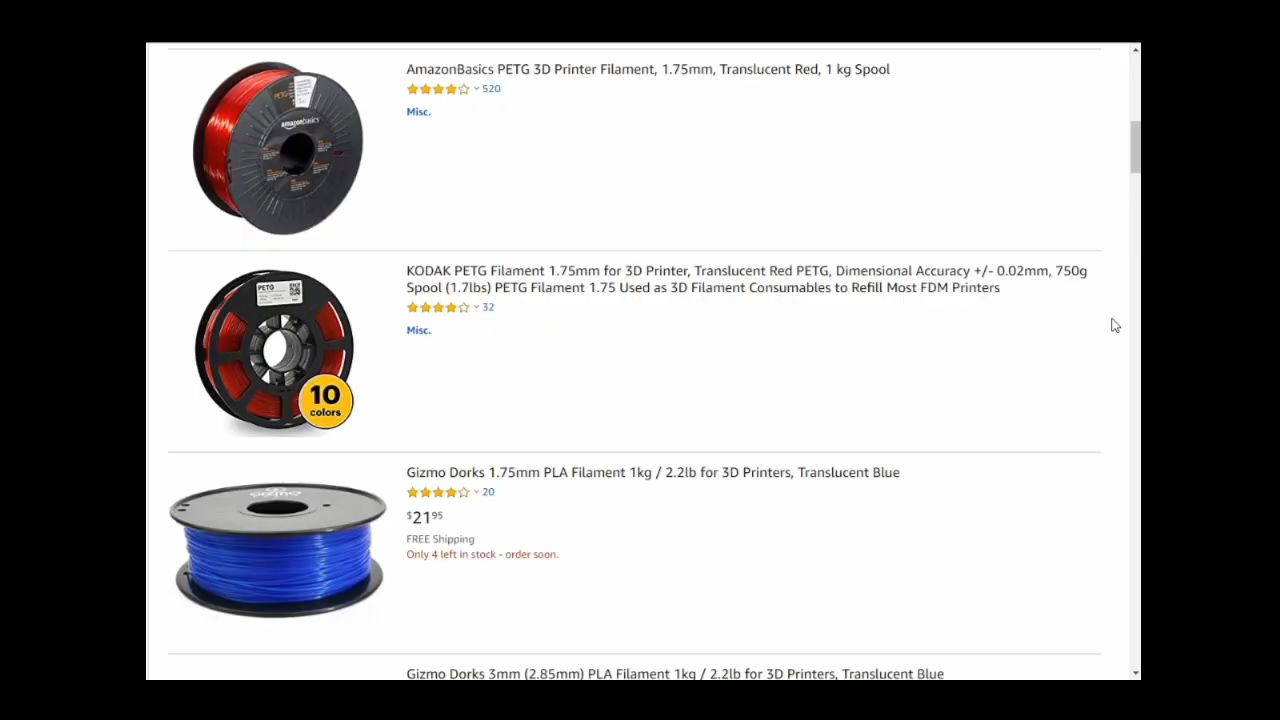 AmazonBasics PETG 3D Printer Filament, 1.75mm, Translucent Red, 1 kg Spool
520
Misc.
PETG
amazonbasics
KODAK PETG Filament 1.75mm for 3D Printer, Translucent Red PETG, Dimensional Accuracy +/- 0.02mm, 750g
Spool (1.7lbs) PETG Filament 1.75 Used as 3D Filament Consumables to Refill Most FDM Printers
32
Misc.
PETG
10
colors
Gizmo Dorks 1.75mm PLA Filament 1kg / 2.2lb for 3D Printers, Translucent Blue
20
$2195
FREE Shipping
Only 4 left in stock - order soon.
Gizmo Dorks 3mm (2.85mm) PLA Filament 1kg / 2.2lb for 3D Printers, Translucent Blue